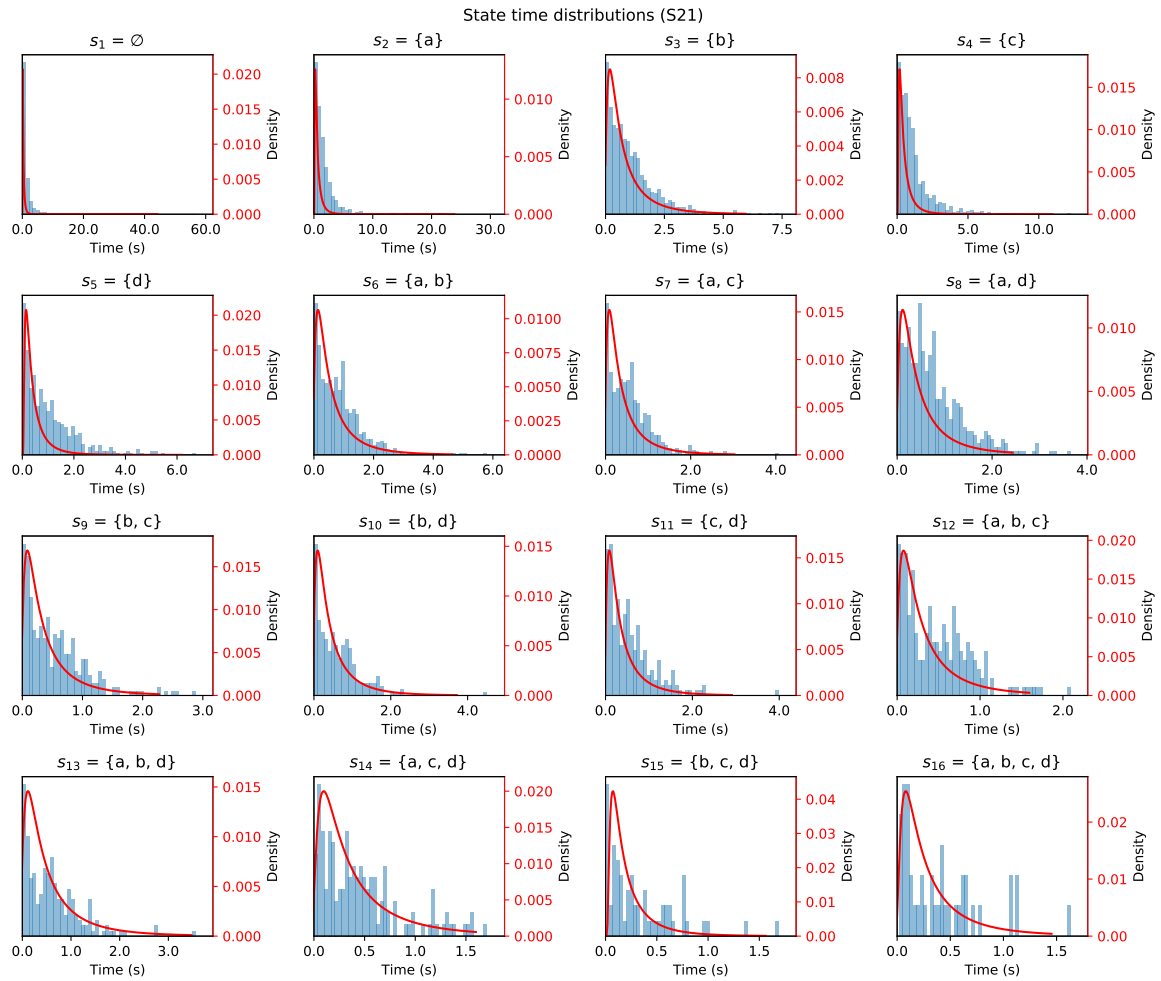 State time distributions (S21)
s1 = ∅
s2 = {a}
s3 = {b}
s4 = {c}
0.020
0.015
0.010
0.005
0.000
Density
0.0 20.0 40.0 60.0
Time (s)
0.010
0.005
0.000
Density
0.0 10.0 20.0 30.0
Time (s)
0.008
0.006
0.004
0.002
0.000
Density
0.0 2.5 5.0 7.5
Time (s)
0.015
0.010
0.005
0.000
Density
0.0 5.0 10.0
Time (s)
s5 = {d}
s6 = {a, b}
s7 = {a, c}
s8 = {a, d}
0.020
0.015
0.010
0.005
0.000
Density
0.0 2.0 4.0 6.0
Time (s)
0.0100
0.0075
0.0050
0.0025
0.0000
Density
0.0 2.0 4.0 6.0
Time (s)
0.015
0.010
0.005
0.000
Density
0.0 2.0 4.0
Time (s)
0.010
0.005
0.000
Density
0.0 2.0 4.0
Time (s)
s9 = {b, c}
s10 = {b, d}
s11 = {c, d}
s12 = {a, b, c}
0.015
0.010
0.005
0.000
Density
0.0 1.0 2.0 3.0
Time (s)
0.015
0.010
0.005
0.000
Density
0.0 2.0 4.0
Time (s)
0.015
0.010
0.005
0.000
Density
0.0 2.0 4.0
Time (s)
0.020
0.015
0.010
0.005
0.000
Density
0.0 1.0 2.0
Time (s)
s13 = {a, b, d}
s14 = {a, c, d}
s15 = {b, c, d}
s16 = {a, b, c, d}
0.015
0.010
0.005
0.000
Density
0.0 1.0 2.0 3.0
Time (s)
0.020
0.015
0.010
0.005
0.000
Density
0.0 0.5 1.0 1.5
Time (s)
0.04
0.03
0.02
0.01
0.00
Density
0.0 0.5 1.0 1.5
Time (s)
0.02
0.01
0.00
Density
0.0 0.5 1.0 1.5
Time (s)